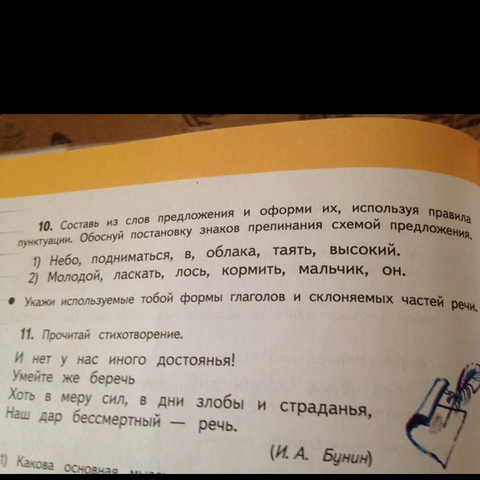 10. Составь из слов предложения и оформи их, используя правила
пунктуации. Обоснуй постановку знаков препинания схемой предложения.
1) Небо, подниматься, в, облака, таять, высокий.
2) Молодой, ласкать, лось, кормить, мальчик, он.
• Укажи используемые тобой формы глаголов и склоняемых частей речи.
11. Прочитай стихотворение.
И нет у нас иного достоянья!
Умейте же беречь
Хоть в меру сил, в дни злобы и страданья,
Наш дар бессмертный — речь.
(И. А. Бунин)
1) Какова основная